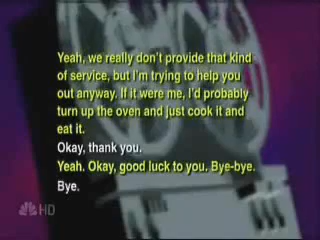 Yeah, we really don't provide that kind
of service, but I'm trying to help you
out anyway. If it were me, I'd probably
turn up the oven and just cook it and
eat it.
Okay, thank you.
Yeah. Okay, good luck to you. Bye-bye.
Bye.
HD